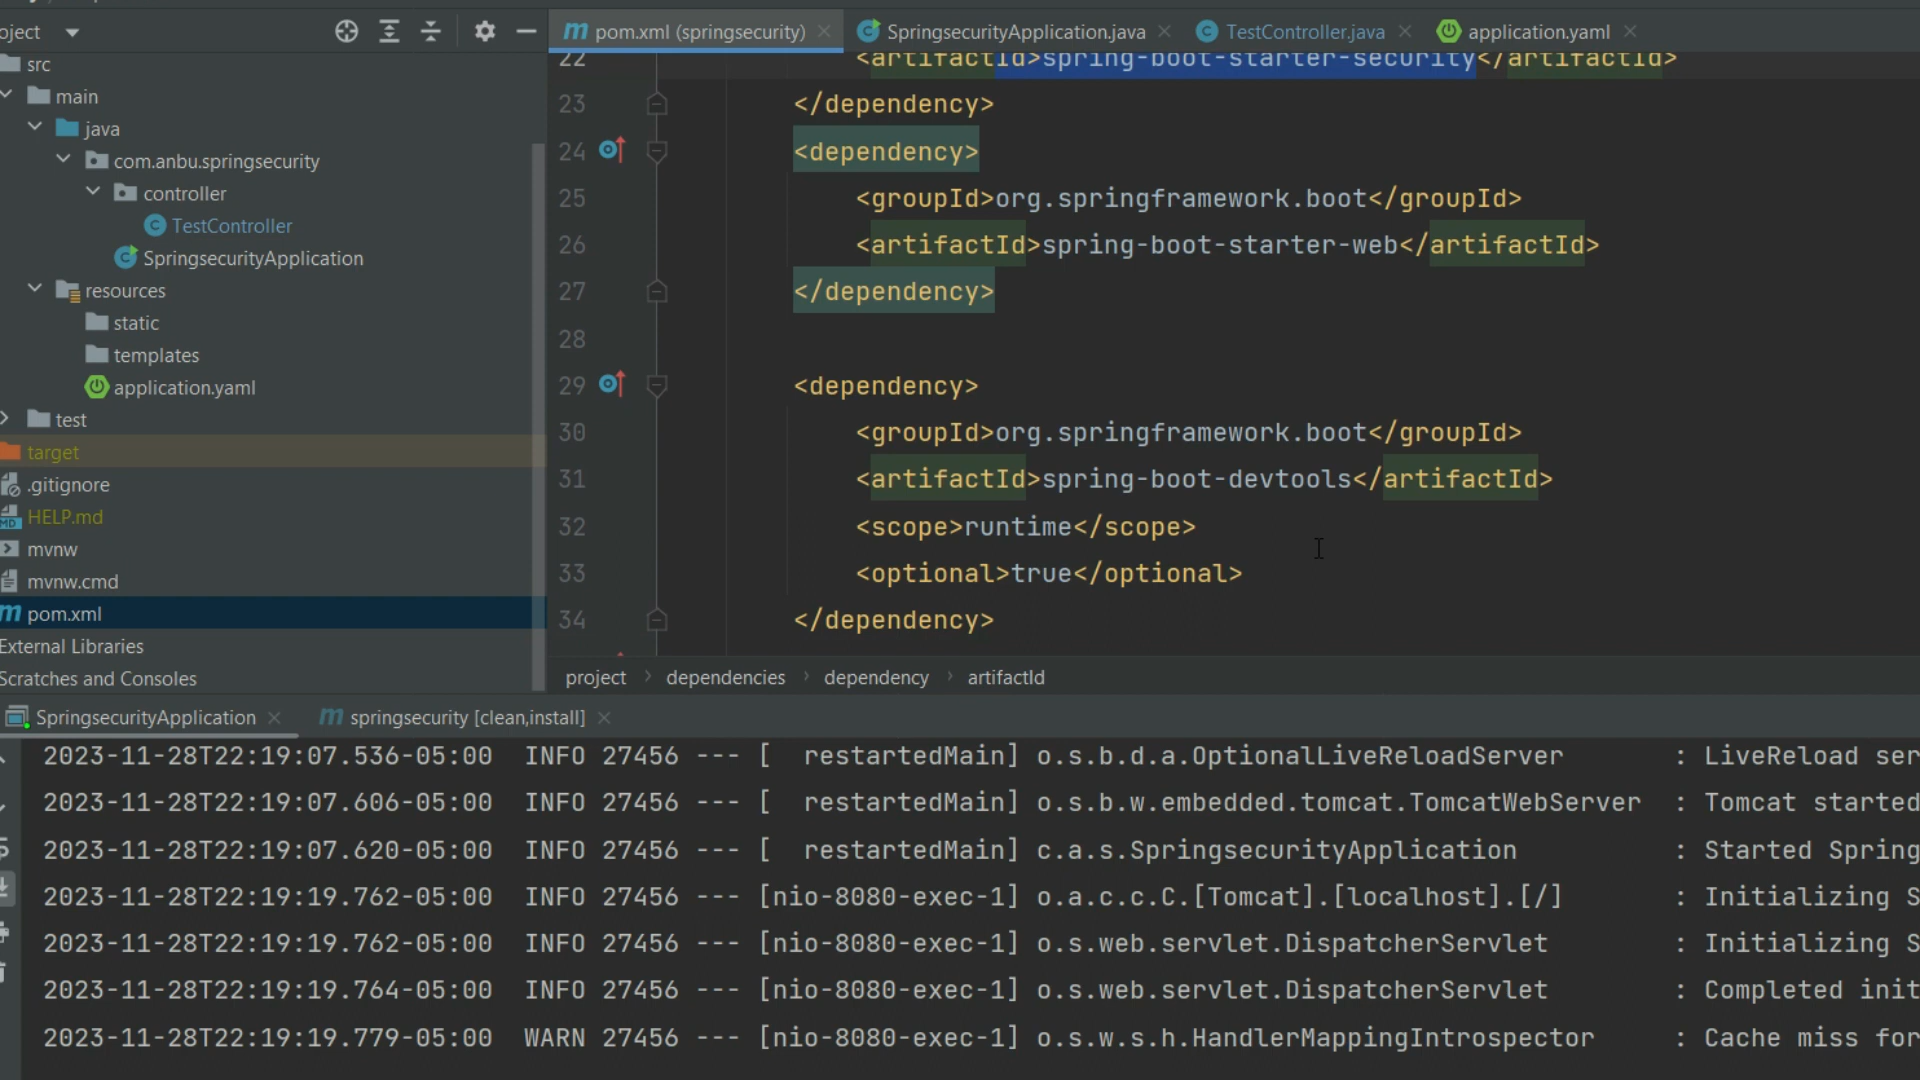 oject
src
main
java
com.anbu.springsecurity
controller
TestController
SpringsecurityApplication
resources
static
templates
application.yaml
test
target
.gitignore
HELP.md
mvnw
mvnw.cmd
pom.xml
External Libraries
Scratches and Consoles
pom.xml (springsecurity)
SpringsecurityApplication.java
TestController.java
application.yaml
22 <artifactId>spring-boot-starter-security</artifactId>
23 </dependency>
24 <dependency>
25 <groupId>org.springframework.boot</groupId>
26 <artifactId>spring-boot-starter-web</artifactId>
27 </dependency>
28
29 <dependency>
30 <groupId>org.springframework.boot</groupId>
31 <artifactId>spring-boot-devtools</artifactId>
32 <scope>runtime</scope>
33 <optional>true</optional>
34 </dependency>
project > dependencies > dependency > artifactId
SpringsecurityApplication
springsecurity [clean,install]
2023-11-28T22:19:07.536-05:00 INFO 27456 --- [ restartedMain] o.s.b.d.a.OptionalLiveReloadServer : LiveReload ser
2023-11-28T22:19:07.606-05:00 INFO 27456 --- [ restartedMain] o.s.b.w.embedded.tomcat.TomcatWebServer : Tomcat started
2023-11-28T22:19:07.620-05:00 INFO 27456 --- [ restartedMain] c.a.s.SpringsecurityApplication : Started Spring
2023-11-28T22:19:19.762-05:00 INFO 27456 --- [nio-8080-exec-1] o.a.c.c.C.[Tomcat].[localhost].[/] : Initializing S
2023-11-28T22:19:19.762-05:00 INFO 27456 --- [nio-8080-exec-1] o.s.web.servlet.DispatcherServlet : Initializing S
2023-11-28T22:19:19.764-05:00 INFO 27456 --- [nio-8080-exec-1] o.s.web.servlet.DispatcherServlet : Completed init
2023-11-28T22:19:19.779-05:00 WARN 27456 --- [nio-8080-exec-1] o.s.w.s.h.HandlerMappingIntrospector : Cache miss for